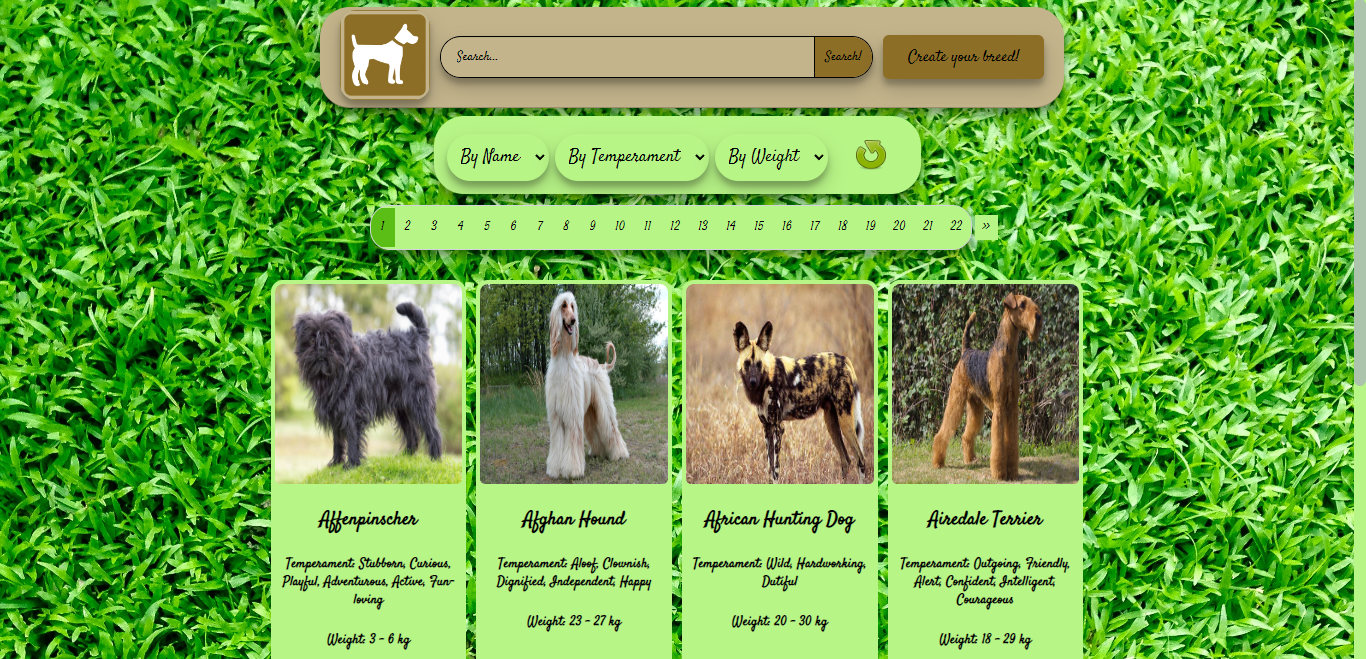 Search... Search! Create your breed!
By Name By Temperament By Weight
1 2 3 4 5 6 7 8 9 10 11 12 13 14 15 16 17 18 19 20 21 22 »
Affenpinscher
Temperament: Stubborn, Curious,
Playful, Adventurous, Active, Fun-
loving
Weight: 3 - 6 kg
Afghan Hound
Temperament: Aloof, Clownish,
Dignified, Independent, Happy
Weight: 23 - 27 kg
African Hunting Dog
Temperament: Wild, Hardworking,
Dutiful
Weight: 20 - 30 kg
Airedale Terrier
Temperament: Outgoing, Friendly,
Alert, Confident, Intelligent,
Courageous
Weight: 18 - 29 kg